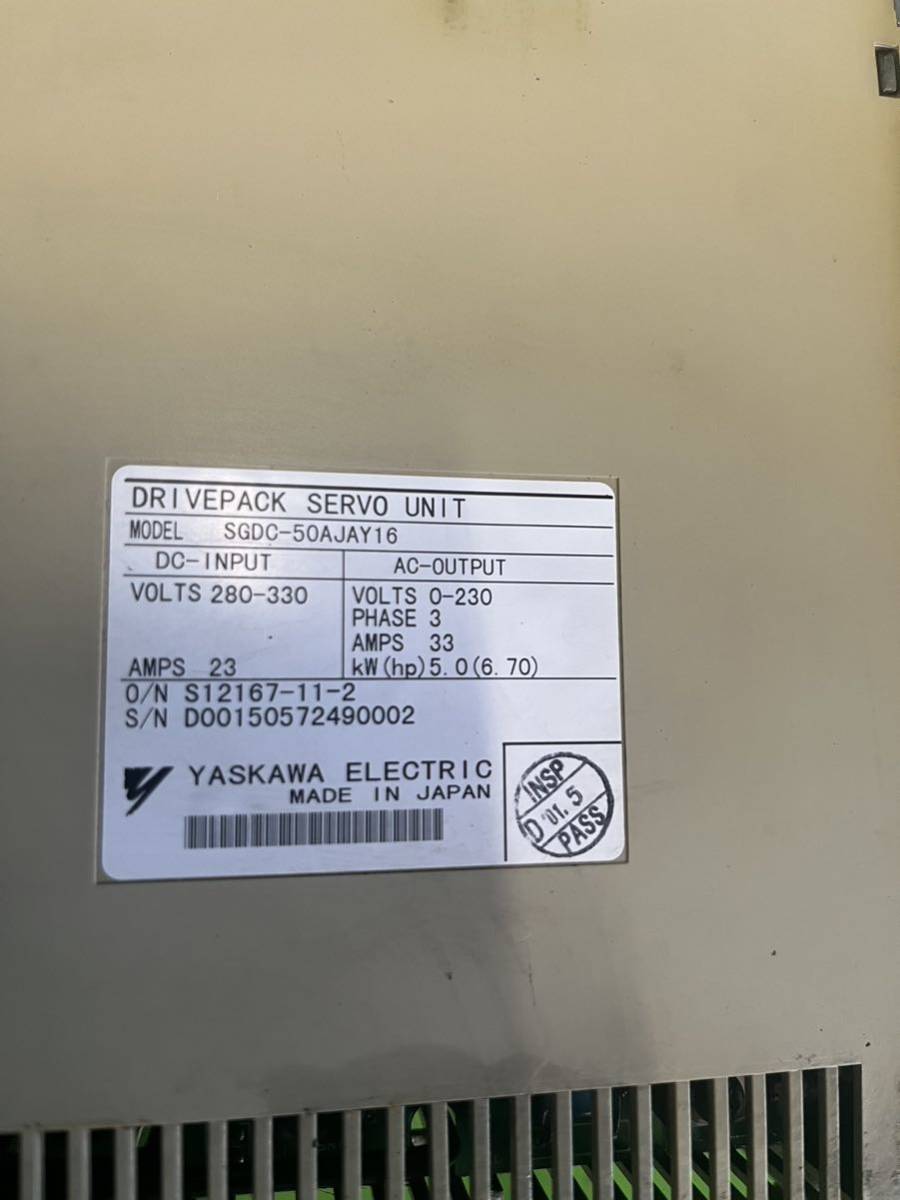 DRIVEPACK SERVO UNIT
MODEL SGDC-50AJAY16
DC-INPUT
VOLTS 280-330
AMPS 23
AC-OUTPUT
VOLTS 0-230
PHASE 3
AMPS 33
kW(hp)5.0(6.70)
O/N S12167-11-2
S/N D00150572490002
YASKAWA ELECTRIC
MADE IN JAPAN
INSP
D '01.5
PASS